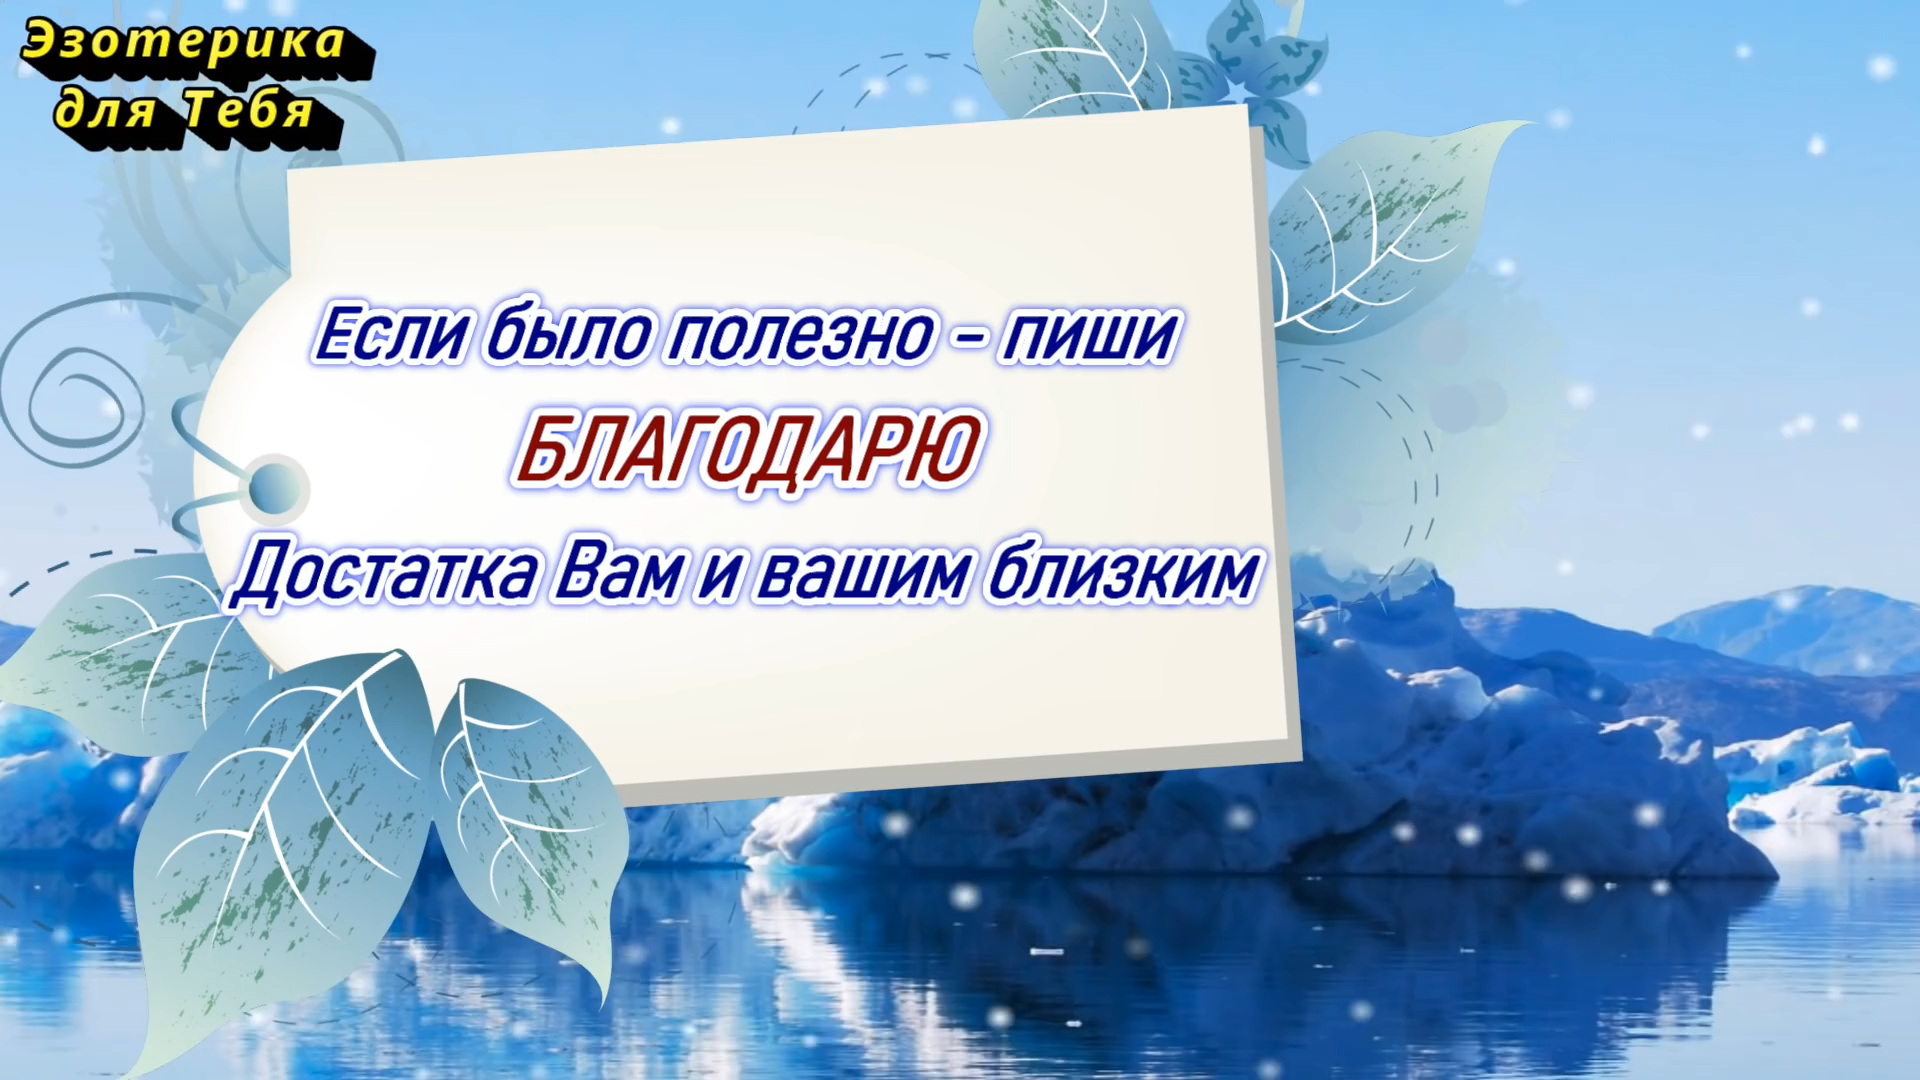 Эзотерика
для Тебя
Если было полезно - пиши
БЛАГОДАРЮ
Достатка Вам и вашим близким